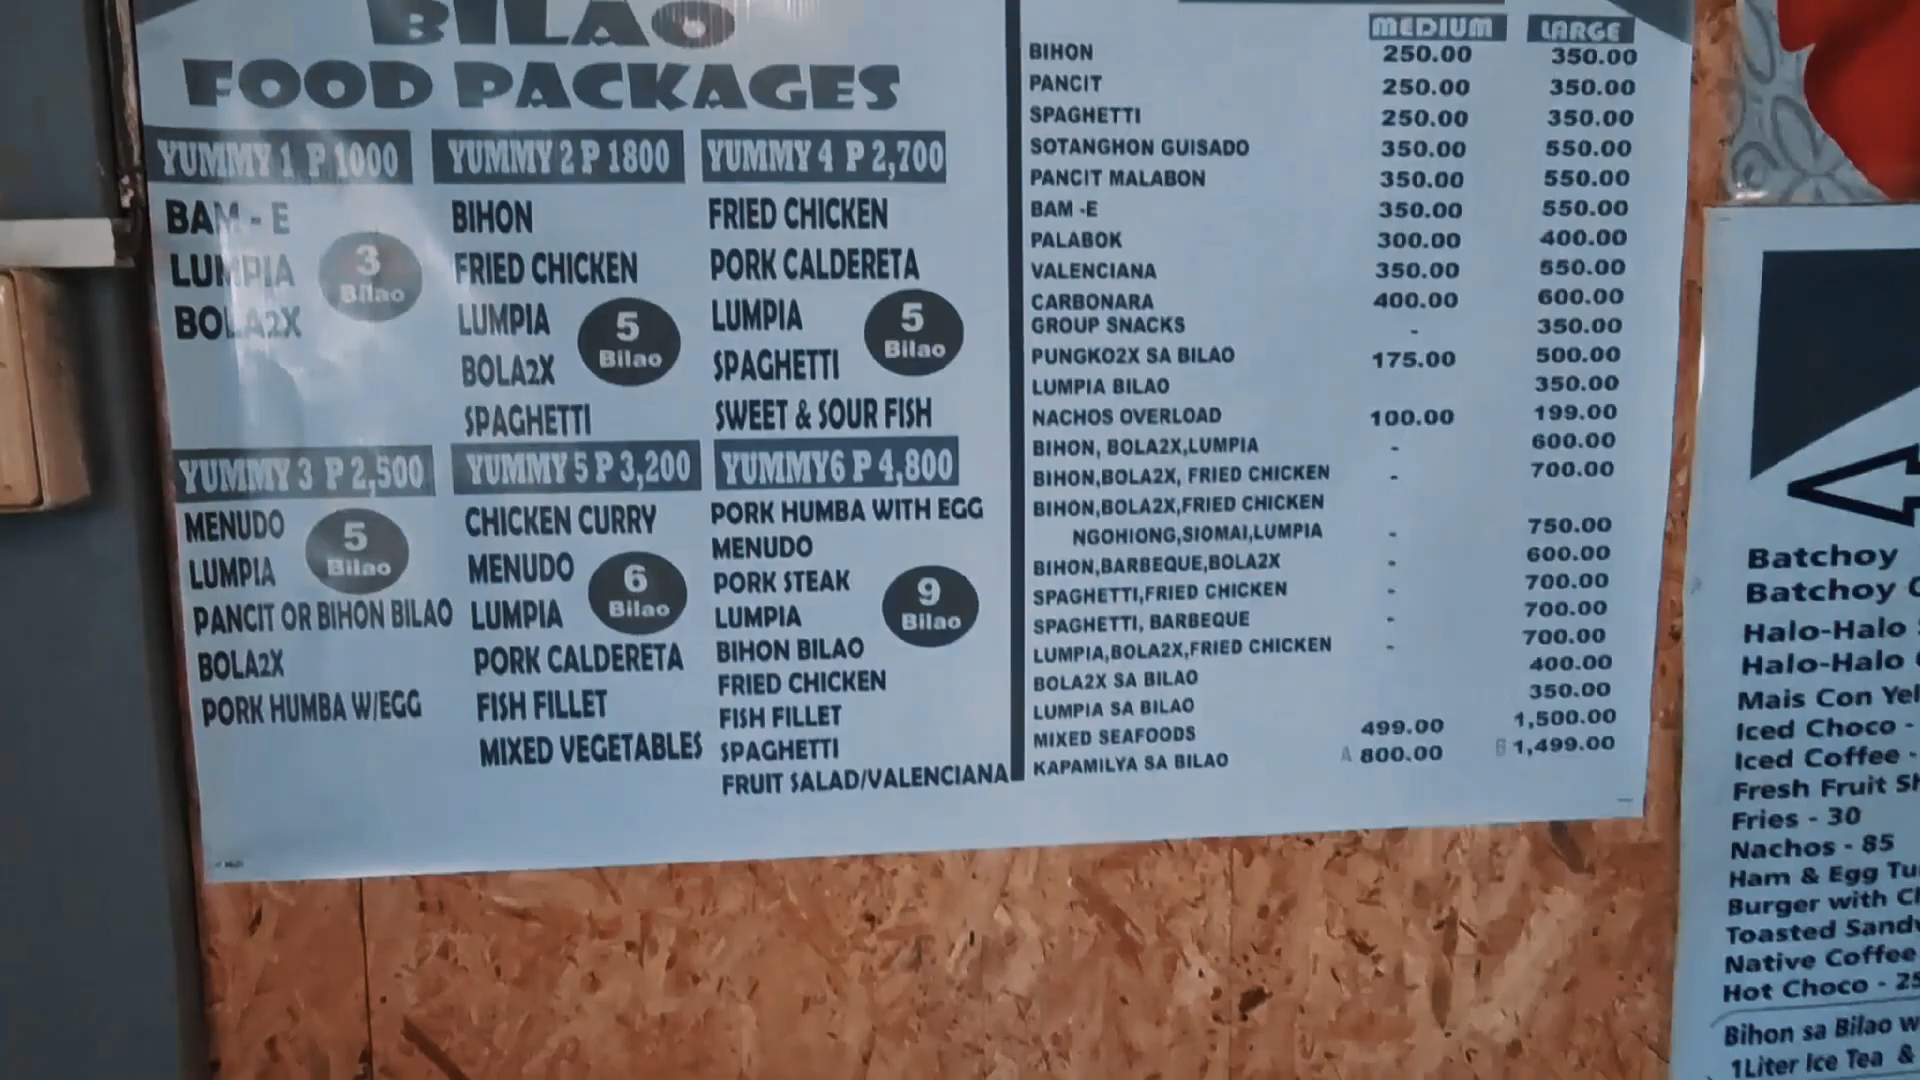 BILAO
FOOD PACKAGES
YUMMY 1 P 1000
BAM - E
LUMPIA
BOLA2X
3
Bilao
YUMMY 2 P 1800
BIHON
FRIED CHICKEN
LUMPIA
BOLA2X
SPAGHETTI
5
Bilao
YUMMY 4 P 2,700
FRIED CHICKEN
PORK CALDERETA
LUMPIA
SPAGHETTI
SWEET & SOUR FISH
5
Bilao
YUMMY 3 P 2,500
MENUDO
LUMPIA
PANCIT OR BIHON BILAO
BOLA2X
PORK HUMBA W/EGG
5
Bilao
YUMMY 5 P 3,200
CHICKEN CURRY
MENUDO
LUMPIA
PORK CALDERETA
FISH FILLET
MIXED VEGETABLES
6
Bilao
YUMMY6 P 4,800
PORK HUMBA WITH EGG
MENUDO
PORK STEAK
LUMPIA
BIHON BILAO
FRIED CHICKEN
FISH FILLET
SPAGHETTI
FRUIT SALAD/VALENCIANA
9
Bilao
MEDIUM LARGE
BIHON 250.00 350.00
PANCIT 250.00 350.00
SPAGHETTI 250.00 350.00
SOTANGHON GUISADO 350.00 550.00
PANCIT MALABON 350.00 550.00
BAM -E 350.00 550.00
PALABOK 300.00 400.00
VALENCIANA 350.00 550.00
CARBONARA 400.00 600.00
GROUP SNACKS - 350.00
PUNGKO2X SA BILAO 175.00 500.00
LUMPIA BILAO 350.00
NACHOS OVERLOAD 100.00 199.00
BIHON, BOLA2X,LUMPIA - 600.00
BIHON,BOLA2X, FRIED CHICKEN - 700.00
BIHON,BOLA2X,FRIED CHICKEN
NGOHIONG,SIOMAI,LUMPIA - 750.00
BIHON,BARBEQUE,BOLA2X - 600.00
SPAGHETTI,FRIED CHICKEN - 700.00
SPAGHETTI, BARBEQUE - 700.00
LUMPIA,BOLA2X,FRIED CHICKEN - 700.00
BOLA2X SA BILAO 400.00
LUMPIA SA BILAO 350.00
MIXED SEAFOODS 499.00 1,500.00
KAPAMILYA SA BILAO A 800.00 B 1,499.00
Batchoy
Batchoy
Halo-Halo
Halo-Halo
Mais Con
Iced Choco -
Iced Coffee -
Fresh Fruit
Fries - 30
Nachos - 85
Ham & Egg
Burger with
Toasted
Native Coffee
Hot Choco - 25
Bihon sa Bilao
1Liter Ice Tea &